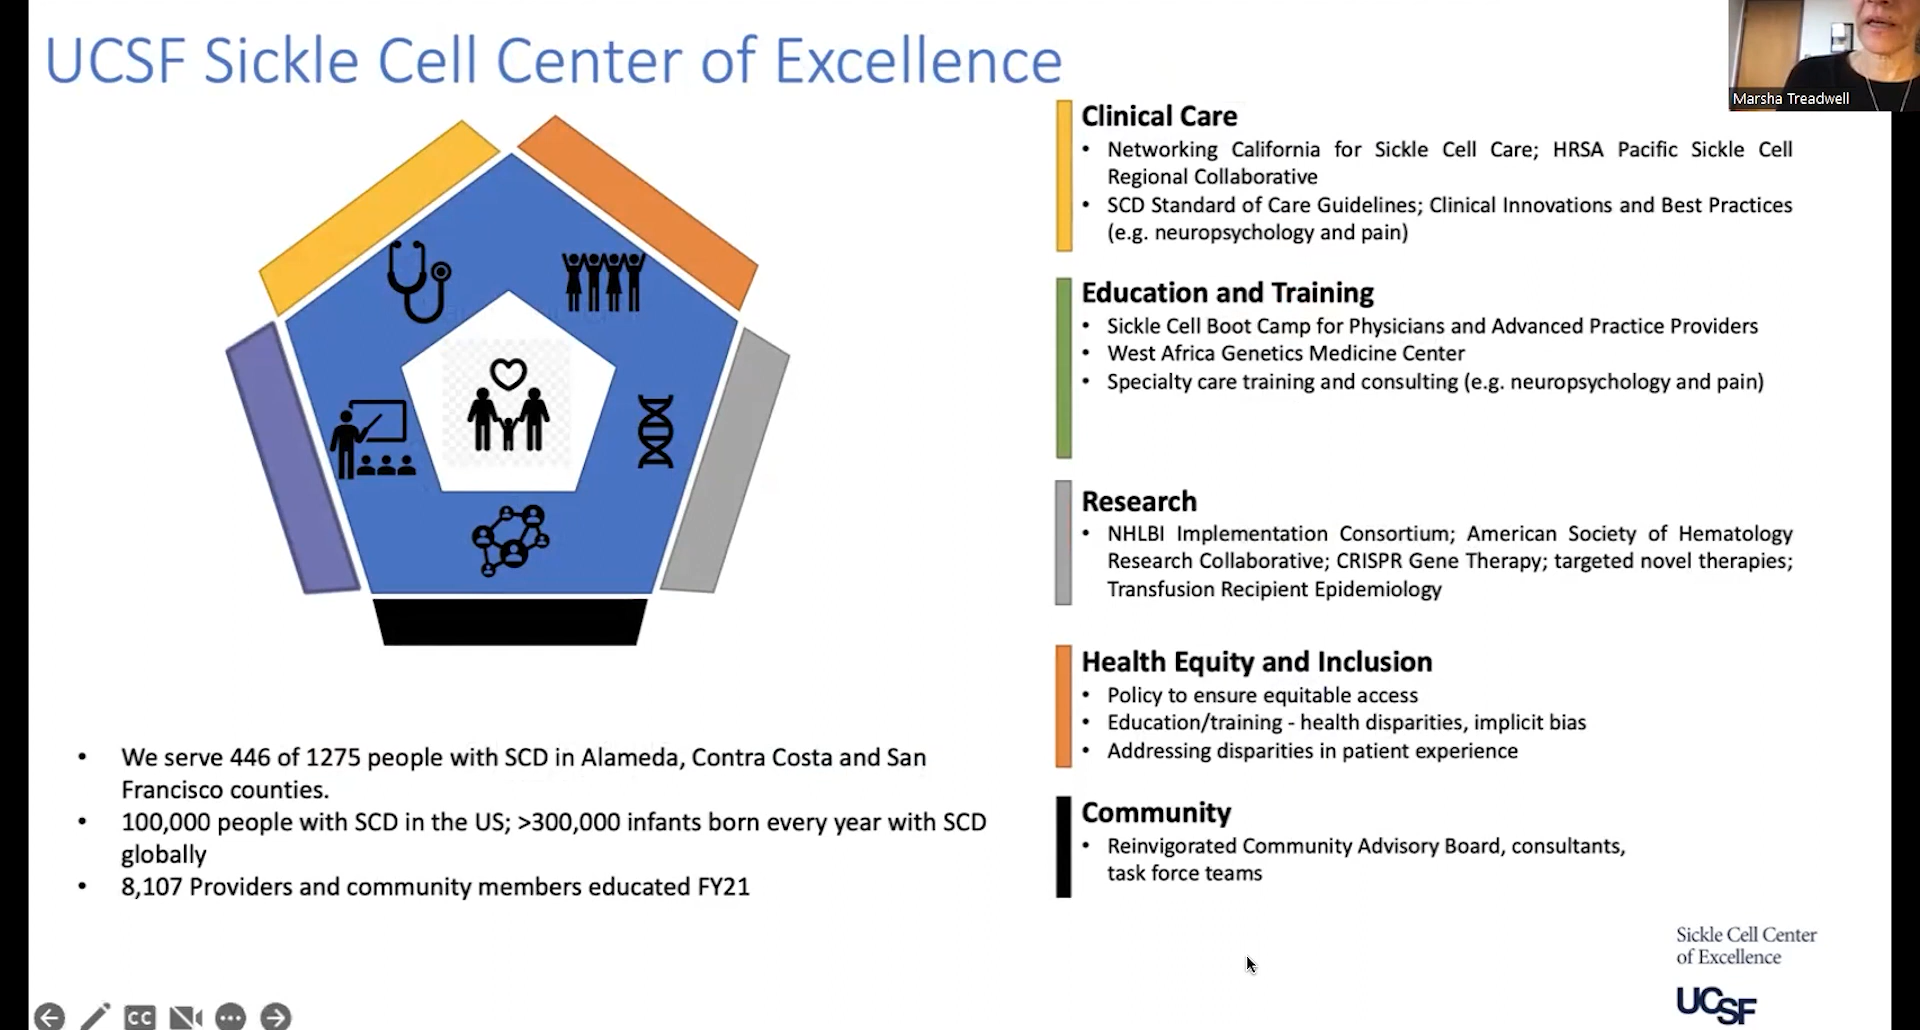 UCSF Sickle Cell Center of Excellence
Marsha Treadwell
Clinical Care
• Networking California for Sickle Cell Care; HRSA Pacific Sickle Cell
Regional Collaborative
• SCD Standard of Care Guidelines; Clinical Innovations and Best Practices
(e.g. neuropsychology and pain)
Education and Training
• Sickle Cell Boot Camp for Physicians and Advanced Practice Providers
• West Africa Genetics Medicine Center
• Specialty care training and consulting (e.g. neuropsychology and pain)
Research
• NHLBI Implementation Consortium; American Society of Hematology
Research Collaborative; CRISPR Gene Therapy; targeted novel therapies;
Transfusion Recipient Epidemiology
Health Equity and Inclusion
• Policy to ensure equitable access
• Education/training - health disparities, implicit bias
• Addressing disparities in patient experience
Community
• Reinvigorated Community Advisory Board, consultants,
task force teams
• We serve 446 of 1275 people with SCD in Alameda, Contra Costa and San
Francisco counties.
• 100,000 people with SCD in the US; >300,000 infants born every year with SCD
globally
• 8,107 Providers and community members educated FY21
Sickle Cell Center
of Excellence
UCSF
CC